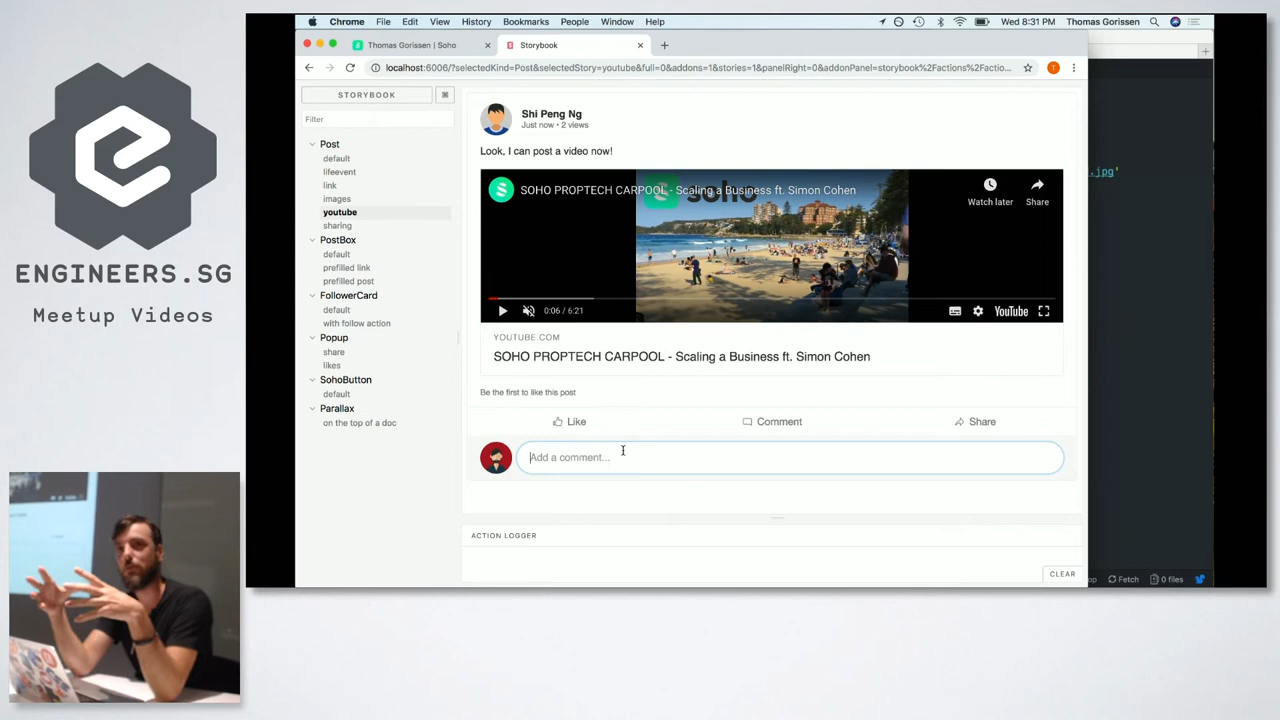 Chrome File Edit View History Bookmarks People Window Help
Wed 8:31 PM Thomas Gorissen
Thomas Gorissen | Soho
Storybook
localhost:6006/?selectedKind=Post&selectedStory=youtube&full=0&addons=1&stories=1&panelRight=0&addonPanel=storybook%2Factions%2Factio...
T
STORYBOOK
⌘
Filter
Post
default
lifeevent
link
images
youtube
sharing
PostBox
default
prefilled link
prefilled post
FollowerCard
default
with follow action
Popup
share
likes
SohoButton
default
Parallax
on the top of a doc
Shi Peng Ng
Just now • 2 views
Look, I can post a video now!
SOHO PROPTECH CARPOOL - Scaling a Business ft. Simon Cohen
soho
Watch later
Share
0:06 / 6:21
YouTube
YOUTUBE.COM
SOHO PROPTECH CARPOOL - Scaling a Business ft. Simon Cohen
Be the first to like this post
Like Comment Share
Add a comment...
ACTION LOGGER
CLEAR
.jpg'
op Fetch 0 files
ENGINEERS.SG
Meetup Videos